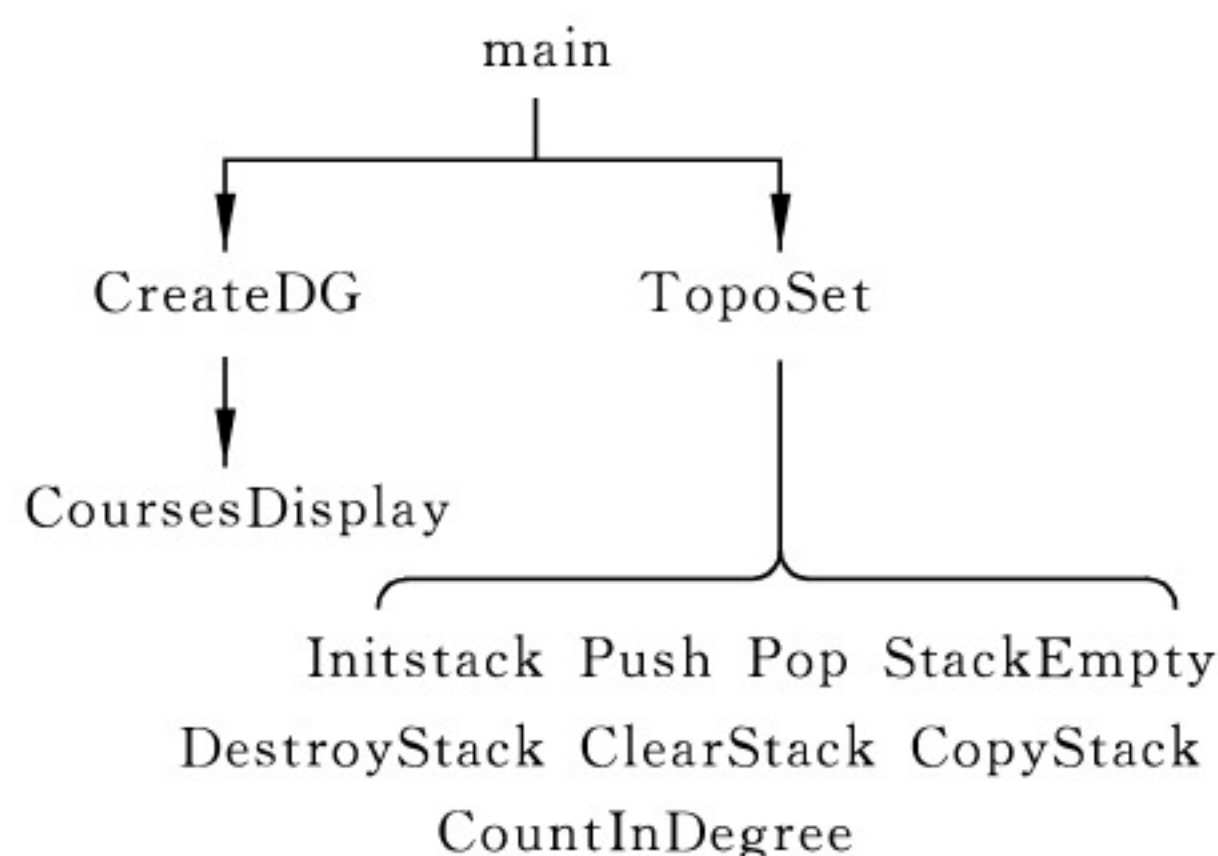 main
CreateDG TopoSet
CoursesDisplay
Initstack Push Pop StackEmpty
DestroyStack ClearStack CopyStack
CountInDegree